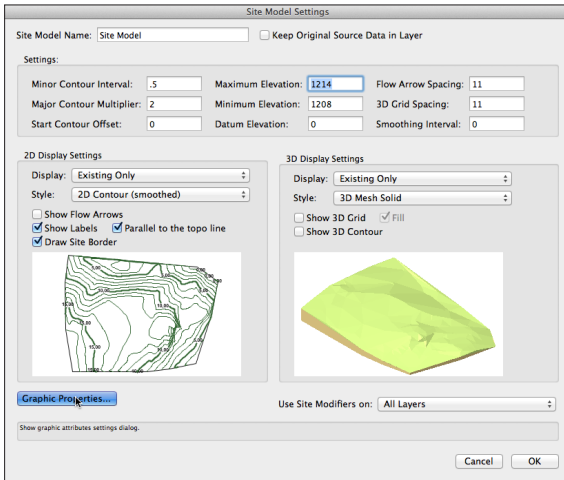 Site Model Settings
Site Model Name: Site Model Keep Original Source Data in Layer
Settings:
Minor Contour Interval: .5 Maximum Elevation: 1214 Flow Arrow Spacing: 11
Major Contour Multiplier: 2 Minimum Elevation: 1208 3D Grid Spacing: 11
Start Contour Offset: 0 Datum Elevation: 0 Smoothing Interval: 0
2D Display Settings
Display: Existing Only
Style: 2D Contour (smoothed)
Show Flow Arrows
Show Labels Parallel to the topo line
Draw Site Border
3D Display Settings
Display: Existing Only
Style: 3D Mesh Solid
Show 3D Grid Fill
Show 3D Contour
Graphic Properties...
Use Site Modifiers on: All Layers
Show graphic attributes settings dialog.
Cancel OK